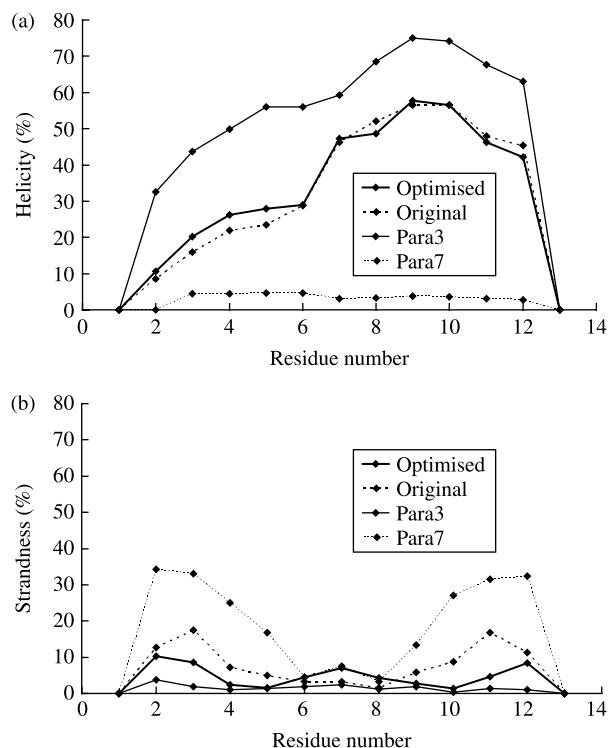 (a)
80
70
60
50
40
30
20
10
0
Helicity (%)
Optimised
Original
Para3
Para7
0 2 4 6 8 10 12 14
Residue number
(b)
80
70
60
50
40
30
20
10
0
Strandness (%)
Optimised
Original
Para3
Para7
0 2 4 6 8 10 12 14
Residue number